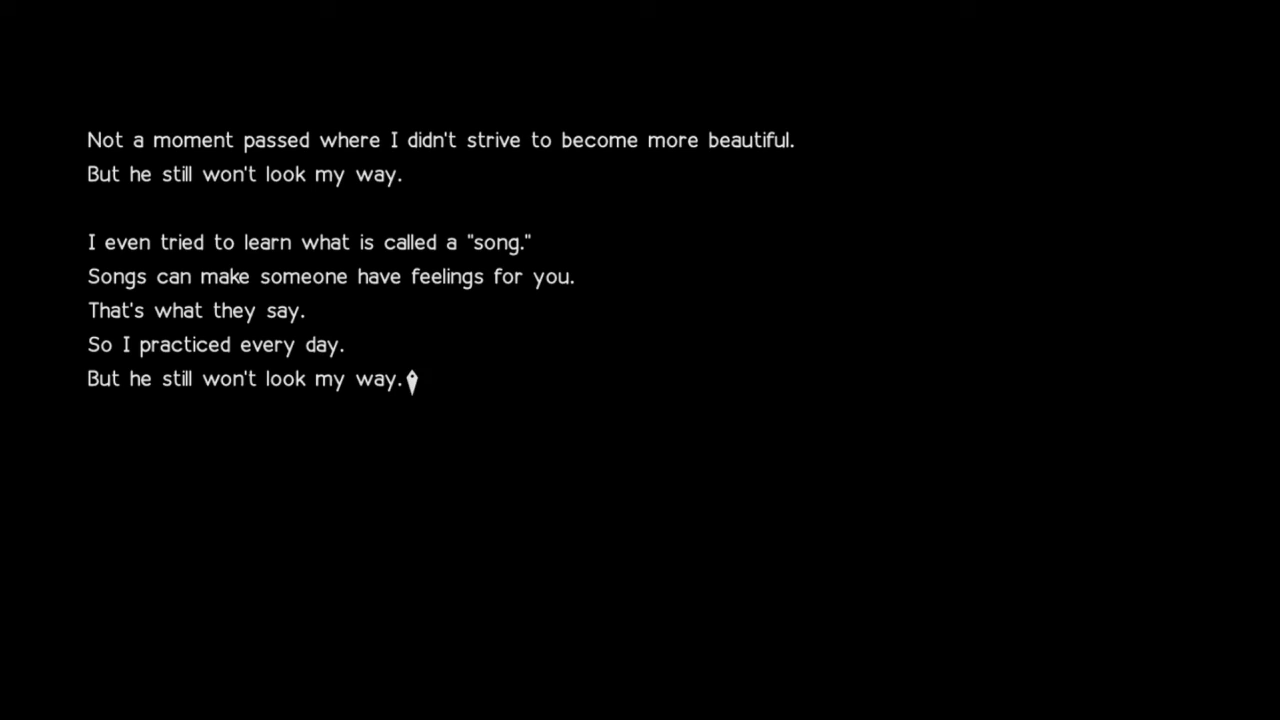 Not a moment passed where I didn't strive to become more beautiful.
But he still won't look my way.
I even tried to learn what is called a "song."
Songs can make someone have feelings for you.
That's what they say.
So I practiced every day.
But he still won't look my way.